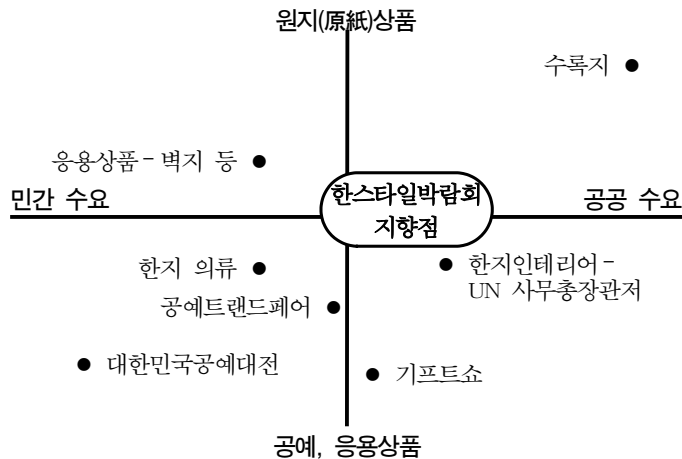 원지(原紙)상품
수록지
응용상품 - 벽지 등
민간 수요
한스타일박람회
지향점
공공 수요
한지 의류
한지인테리어 -
UN 사무총장관저
공예트랜드페어
대한민국공예대전
기프트쇼
공예, 응용상품